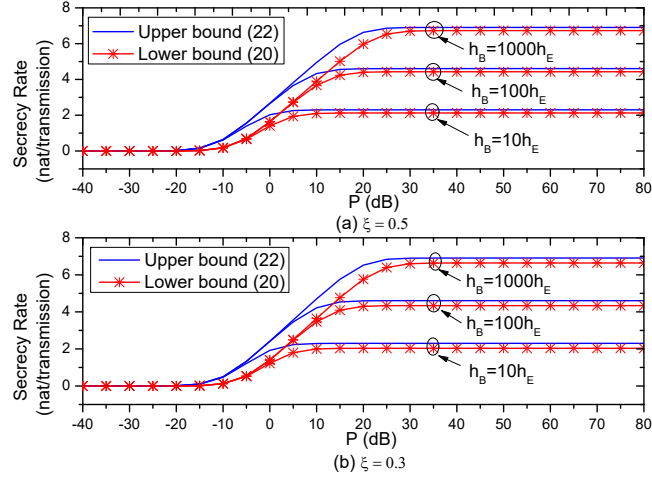 8
6
4
2
0
Secrecy Rate
(nat/transmission)
Upper bound (22)
Lower bound (20)
h_B=1000h_E
h_B=100h_E
h_B=10h_E
-40 -30 -20 -10 0 10 20 30 40 50 60 70 80
P (dB)
(a) ξ = 0.5
8
6
4
2
0
Secrecy Rate
(nat/transmission)
Upper bound (22)
Lower bound (20)
h_B=1000h_E
h_B=100h_E
h_B=10h_E
-40 -30 -20 -10 0 10 20 30 40 50 60 70 80
P (dB)
(b) ξ = 0.3